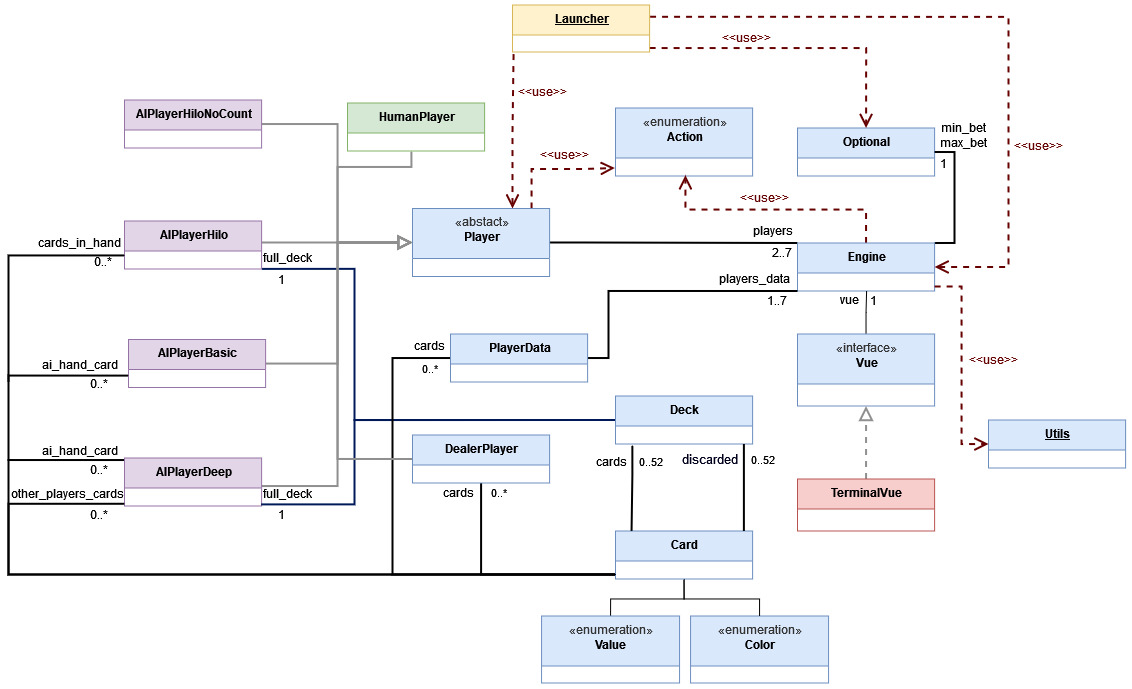 Launcher
<<use>>
<<use>>
AIPlayerHiloNoCount
HumanPlayer
«enumeration»
Action
Optional
min_bet
max_bet
1
<<use>>
<<use>>
<<use>>
«abstact»
Player
players
2..7
Engine
AIPlayerHilo
cards_in_hand
0..*
full_deck
1
players_data
1..7
vue
1
AIPlayerBasic
ai_hand_card
0..*
cards
0..*
PlayerData
«interface»
Vue
<<use>>
Deck
Utils
cards
0..52
discarded
0..52
DealerPlayer
cards
0..*
ai_hand_card
0..*
AIPlayerDeep
other_players_cards
0..*
full_deck
1
TerminalVue
Card
«enumeration»
Value
«enumeration»
Color